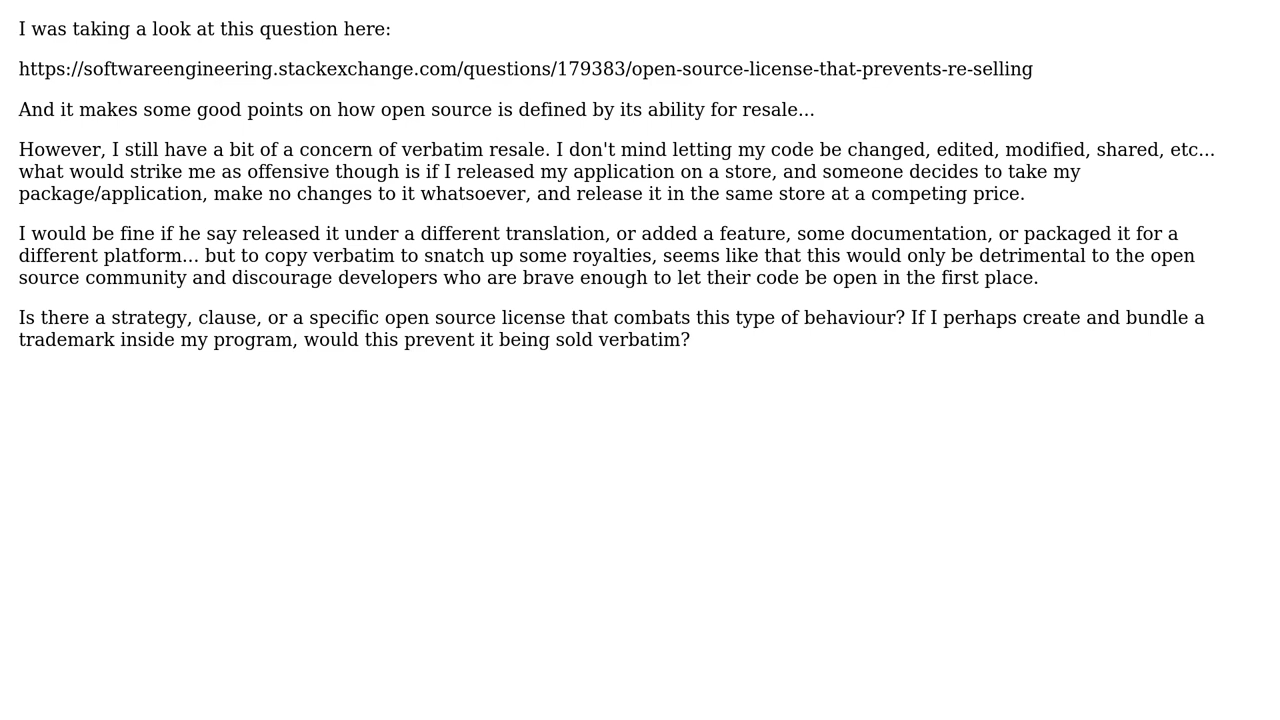 I was taking a look at this question here:
https://softwareengineering.stackexchange.com/questions/179383/open-source-license-that-prevents-re-selling
And it makes some good points on how open source is defined by its ability for resale...
However, I still have a bit of a concern of verbatim resale. I don't mind letting my code be changed, edited, modified, shared, etc...
what would strike me as offensive though is if I released my application on a store, and someone decides to take my
package/application, make no changes to it whatsoever, and release it in the same store at a competing price.
I would be fine if he say released it under a different translation, or added a feature, some documentation, or packaged it for a
different platform... but to copy verbatim to snatch up some royalties, seems like that this would only be detrimental to the open
source community and discourage developers who are brave enough to let their code be open in the first place.
Is there a strategy, clause, or a specific open source license that combats this type of behaviour? If I perhaps create and bundle a
trademark inside my program, would this prevent it being sold verbatim?